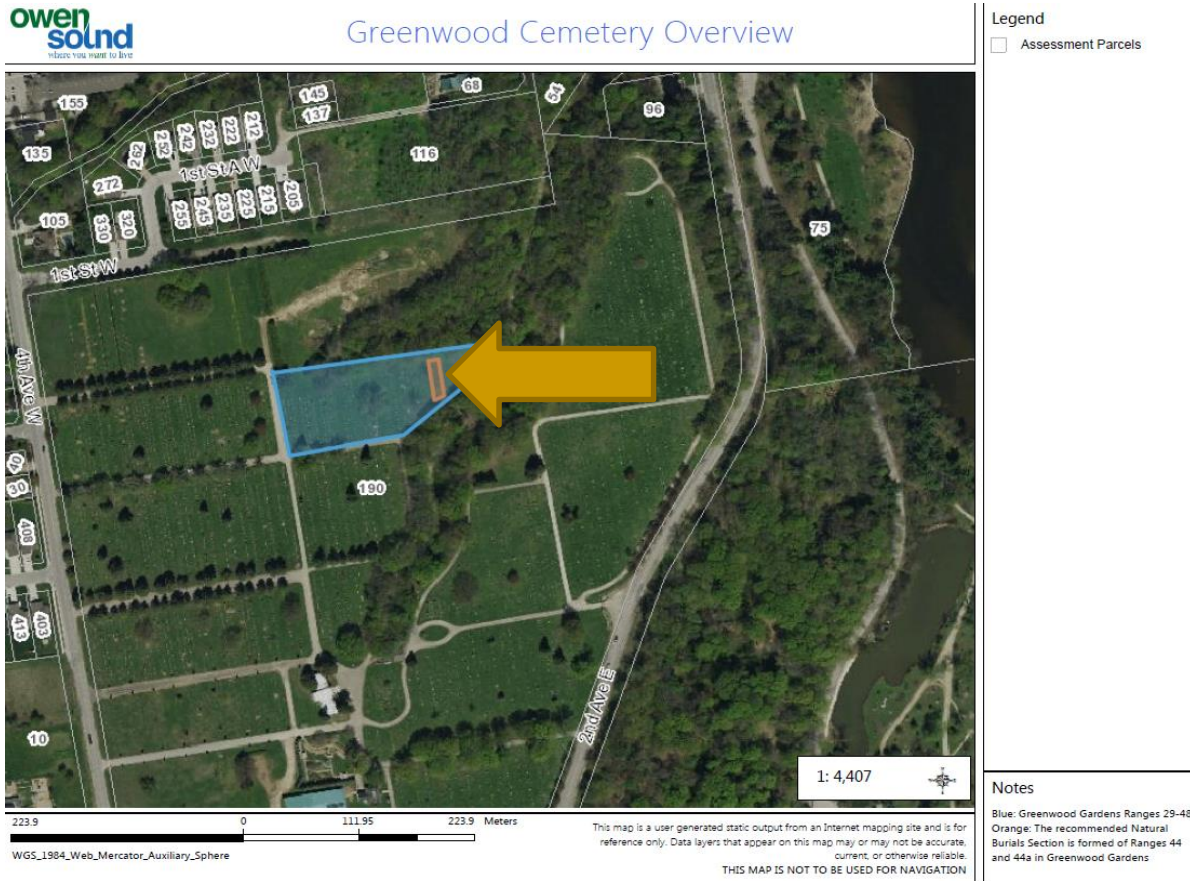 owen
sound
where you want to live
Greenwood Cemetery Overview
Legend
Assessment Parcels
155
68
54
145
137
96
135
262
252
242
232
222
212
116
1st St A W
272
205
105
330
320
255
245
235
225
215
75
1st St W
4th Ave W
40
30
190
408
413
403
2nd Ave E
10
1: 4,407
Notes
Blue: Greenwood Gardens Ranges 29-48
Orange: The recommended Natural
Burials Section is formed of Ranges 44
and 44a in Greenwood Gardens
223.9 0 111.95 223.9 Meters
WGS_1984_Web_Mercator_Auxiliary_Sphere
This map is a user generated static output from an Internet mapping site and is for
reference only. Data layers that appear on this map may or may not be accurate,
current, or otherwise reliable.
THIS MAP IS NOT TO BE USED FOR NAVIGATION